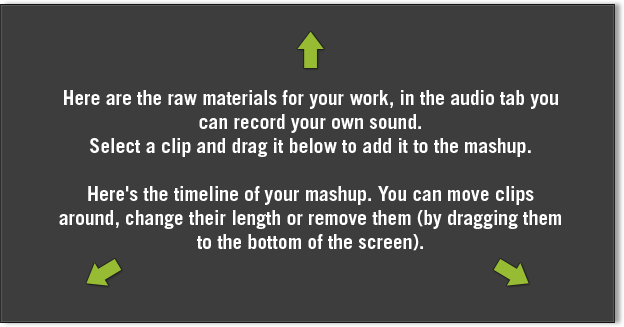 Here are the raw materials for your work, in the audio tab you
can record your own sound.
Select a clip and drag it below to add it to the mashup.
Here's the timeline of your mashup. You can move clips
around, change their length or remove them (by dragging them
to the bottom of the screen).